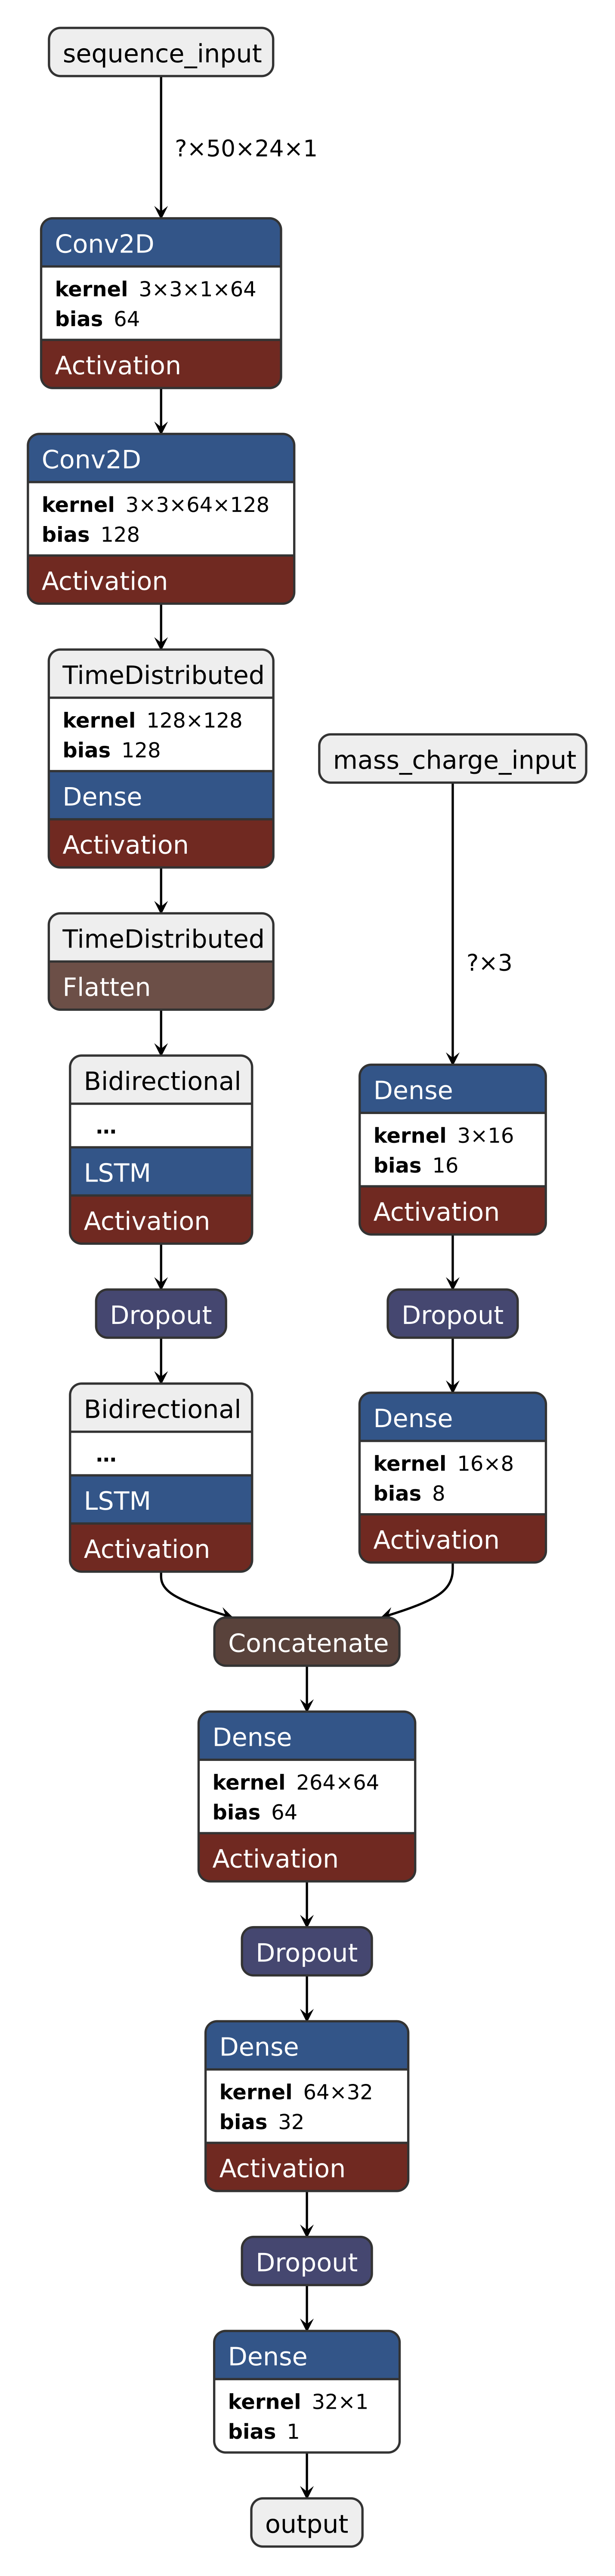 sequence_input
?×50×24×1
Conv2D
kernel 3×3×1×64
bias 64
Activation
Conv2D
kernel 3×3×64×128
bias 128
Activation
TimeDistributed
kernel 128×128
bias 128
Dense
Activation
TimeDistributed
Flatten
Bidirectional
...
LSTM
Activation
Dropout
Bidirectional
...
LSTM
Activation
mass_charge_input
?×3
Dense
kernel 3×16
bias 16
Activation
Dropout
Dense
kernel 16×8
bias 8
Activation
Concatenate
Dense
kernel 264×64
bias 64
Activation
Dropout
Dense
kernel 64×32
bias 32
Activation
Dropout
Dense
kernel 32×1
bias 1
output